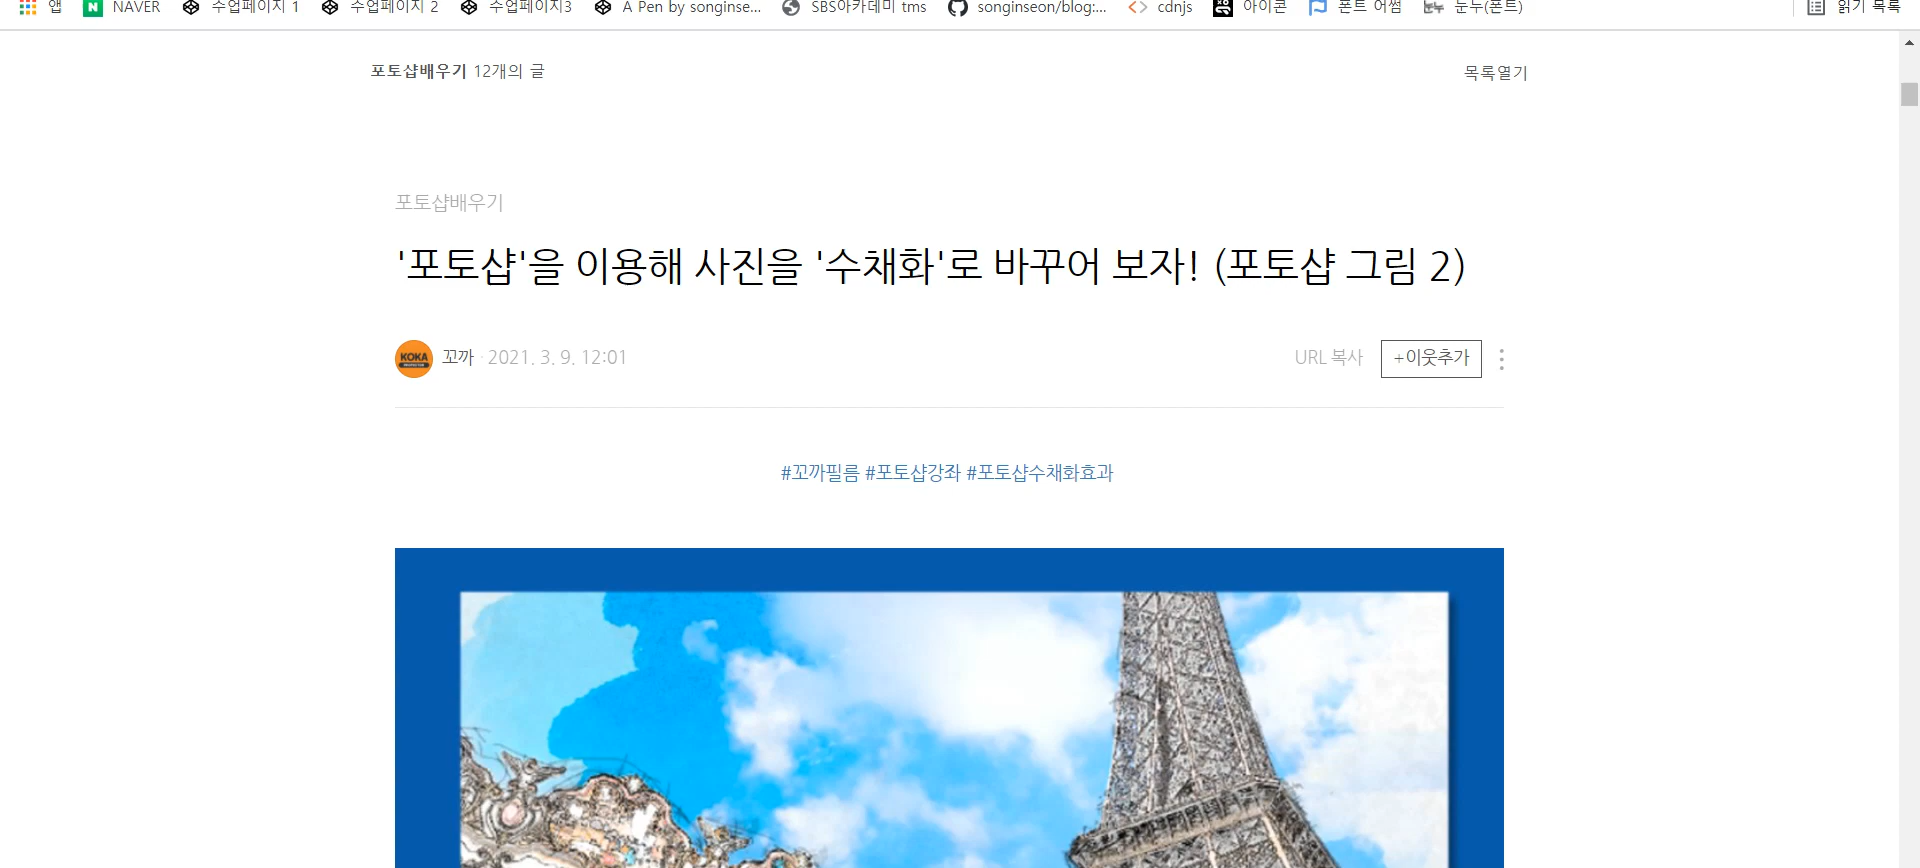 앱 NAVER 수업페이지 1 수업페이지 2 수업페이지3 A Pen by songinse... SBS아카데미 tms songinseon/blog:... cdnjs 아이콘 폰트 어썸 눈누(폰트) 읽기 목록
포토샵배우기 12개의 글 목록열기
포토샵배우기
'포토샵'을 이용해 사진을 '수채화'로 바꾸어 보자! (포토샵 그림 2)
KOKA 꼬까 · 2021. 3. 9. 12:01 URL 복사 +이웃추가
#꼬까필름 #포토샵강좌 #포토샵수채화효과